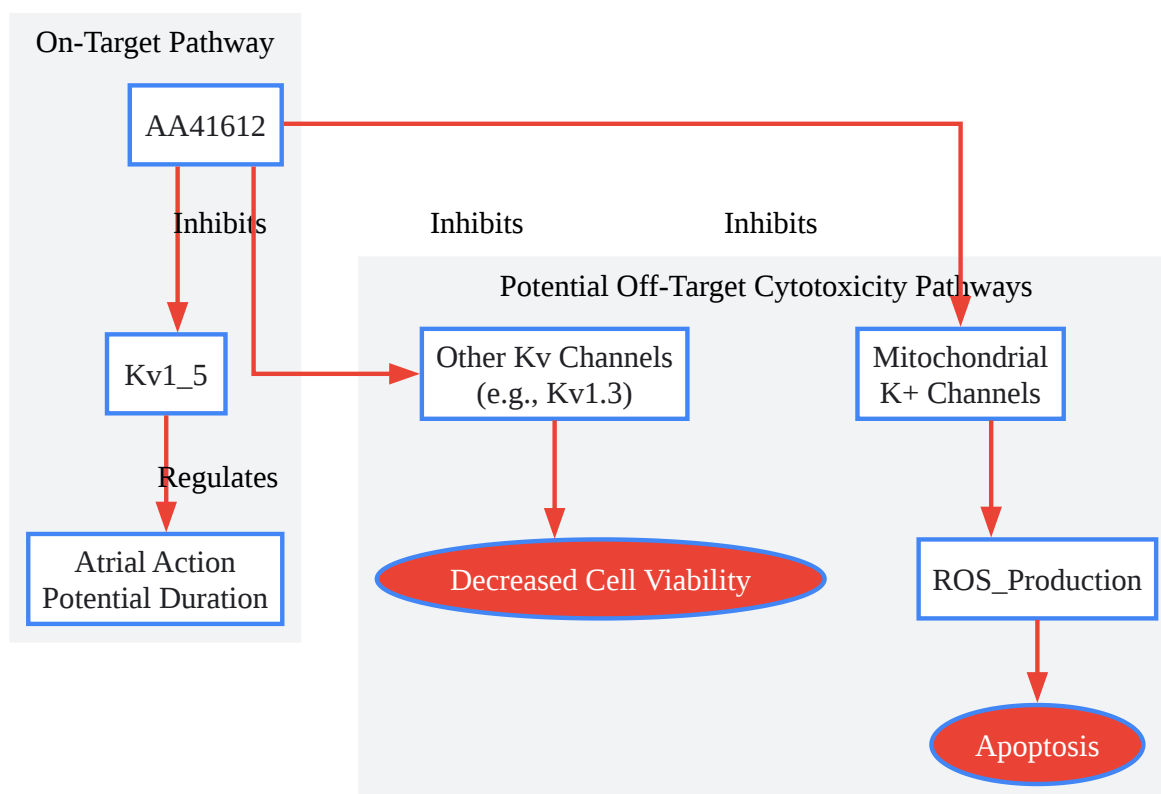 On-Target Pathway
AA41612
Inhibits
Inhibits
Inhibits
Potential Off-Target Cytotoxicity Pathways
Kv1_5
Other Kv Channels
(e.g., Kv1.3)
Mitochondrial
K+ Channels
Regulates
Atrial Action
Potential Duration
Decreased Cell Viability
ROS_Production
Apoptosis